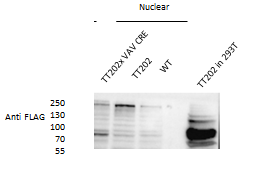 Nuclear
TT202x VAV CRE
TT202
WT
TT202 in 293T
Anti FLAG
250
130
100
70
55